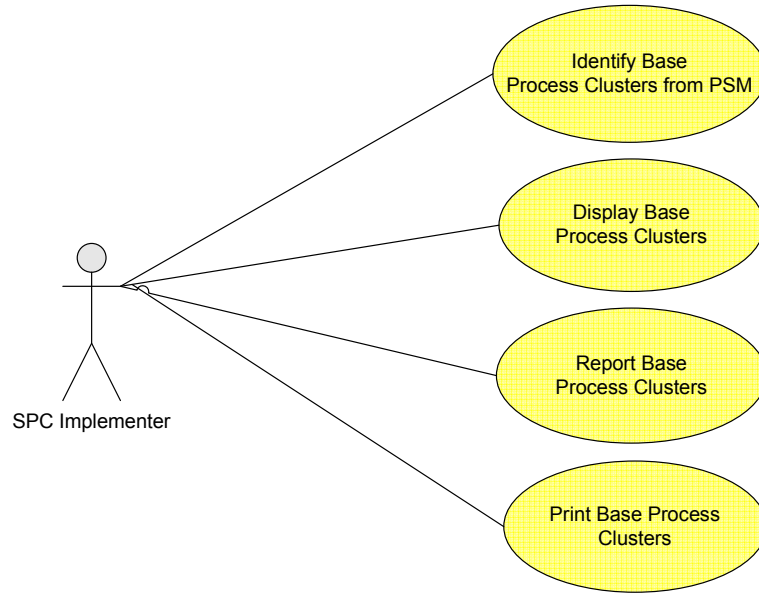 Identify Base
Process Clusters from PSM
Display Base
Process Clusters
Report Base
Process Clusters
SPC Implementer
Print Base Process
Clusters